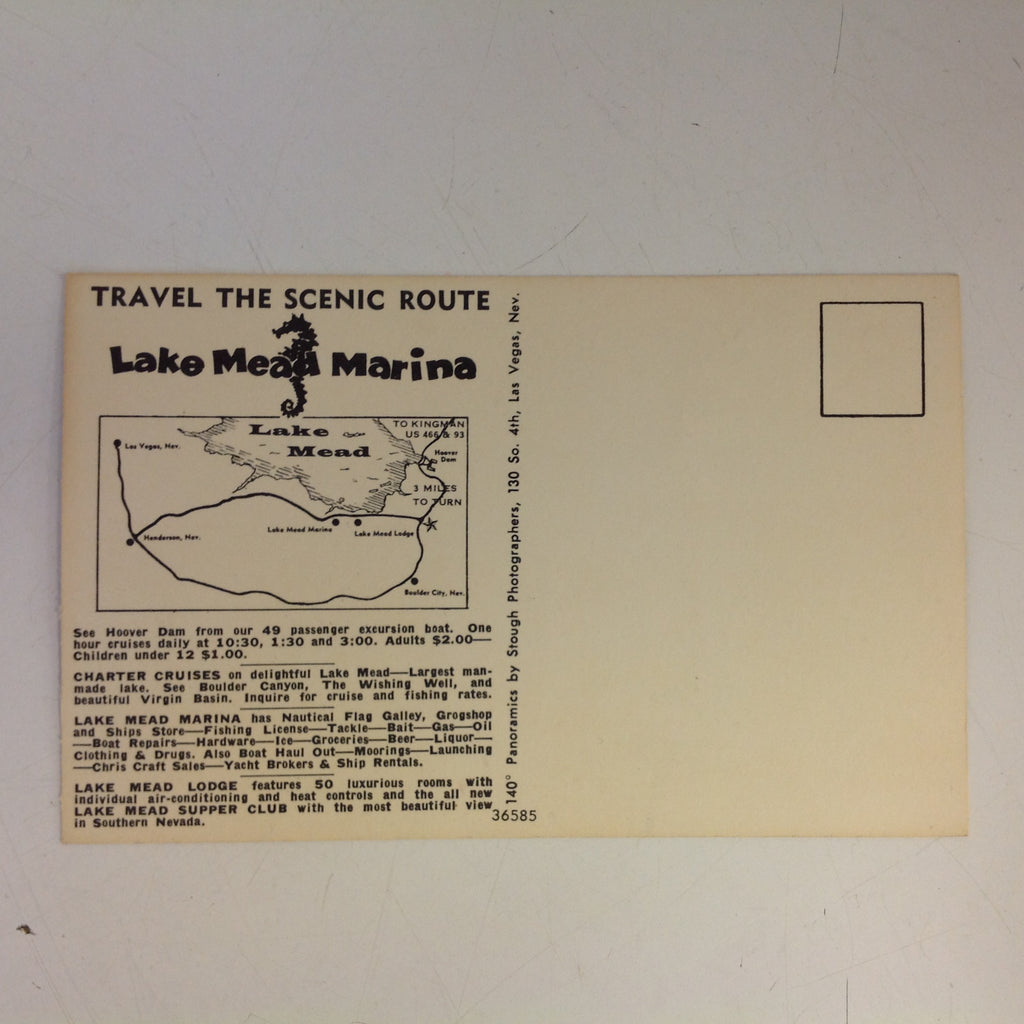 TRAVEL THE SCENIC ROUTE
Lake Mead Marina
Lake
Mead
TO KINGMAN
US 466 & 93
Las Vegas, Nev.
Hoover
Dam
3 MILES
TO TURN
Lake Mead Marina
Lake Mead Lodge
Henderson, Nev.
Boulder City, Nev.
See Hoover Dam from our 49 passenger excursion boat. One
hour cruises daily at 10:30, 1:30 and 3:00. Adults $2.00—
Children under 12 $1.00.
CHARTER CRUISES on delightful Lake Mead—Largest man-
made lake. See Boulder Canyon, The Wishing Well, and
beautiful Virgin Basin. Inquire for cruise and fishing rates.
LAKE MEAD MARINA has Nautical Flag Galley, Grogshop
and Ships Store—Fishing License—Tackle—Bait—Gas—Oil
—Boat Repairs—Hardware—Ice—Groceries—Beer—Liquor—
Clothing & Drugs. Also Boat Haul Out—Moorings—Launching
—Chris Craft Sales—Yacht Brokers & Ship Rentals.
LAKE MEAD LODGE features 50 luxurious rooms with
individual air-conditioning and heat controls and the all new
LAKE MEAD SUPPER CLUB with the most beautiful view
in Southern Nevada.
140° Panoramics by Stough Photographers, 130 So. 4th, Las Vegas, Nev.
36585